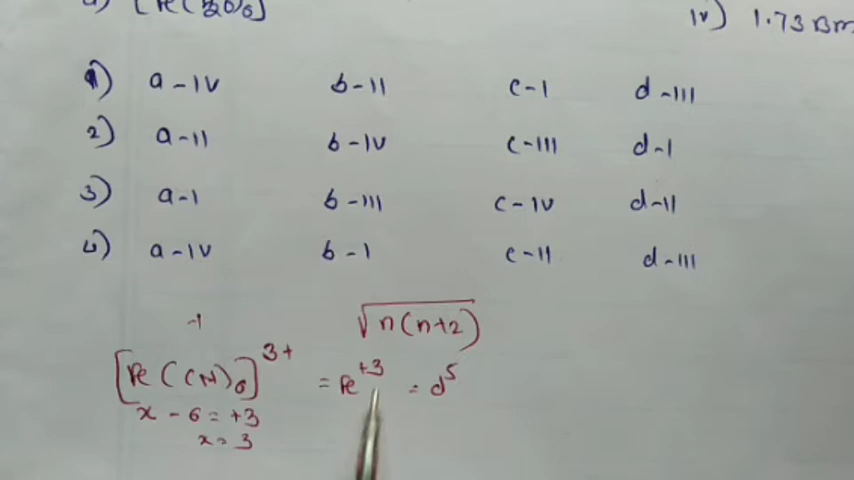 iv) 1.73 BM
1) a-IV b-II c-I d-III
2) a-II b-IV c-III d-I
3) a-I b-III c-IV d-II
4) a-IV b-I c-II d-III
-1 √n(n+2)
[Fe(CN)6]3+ = Fe+3 = d5
x - 6 = +3
x = 3